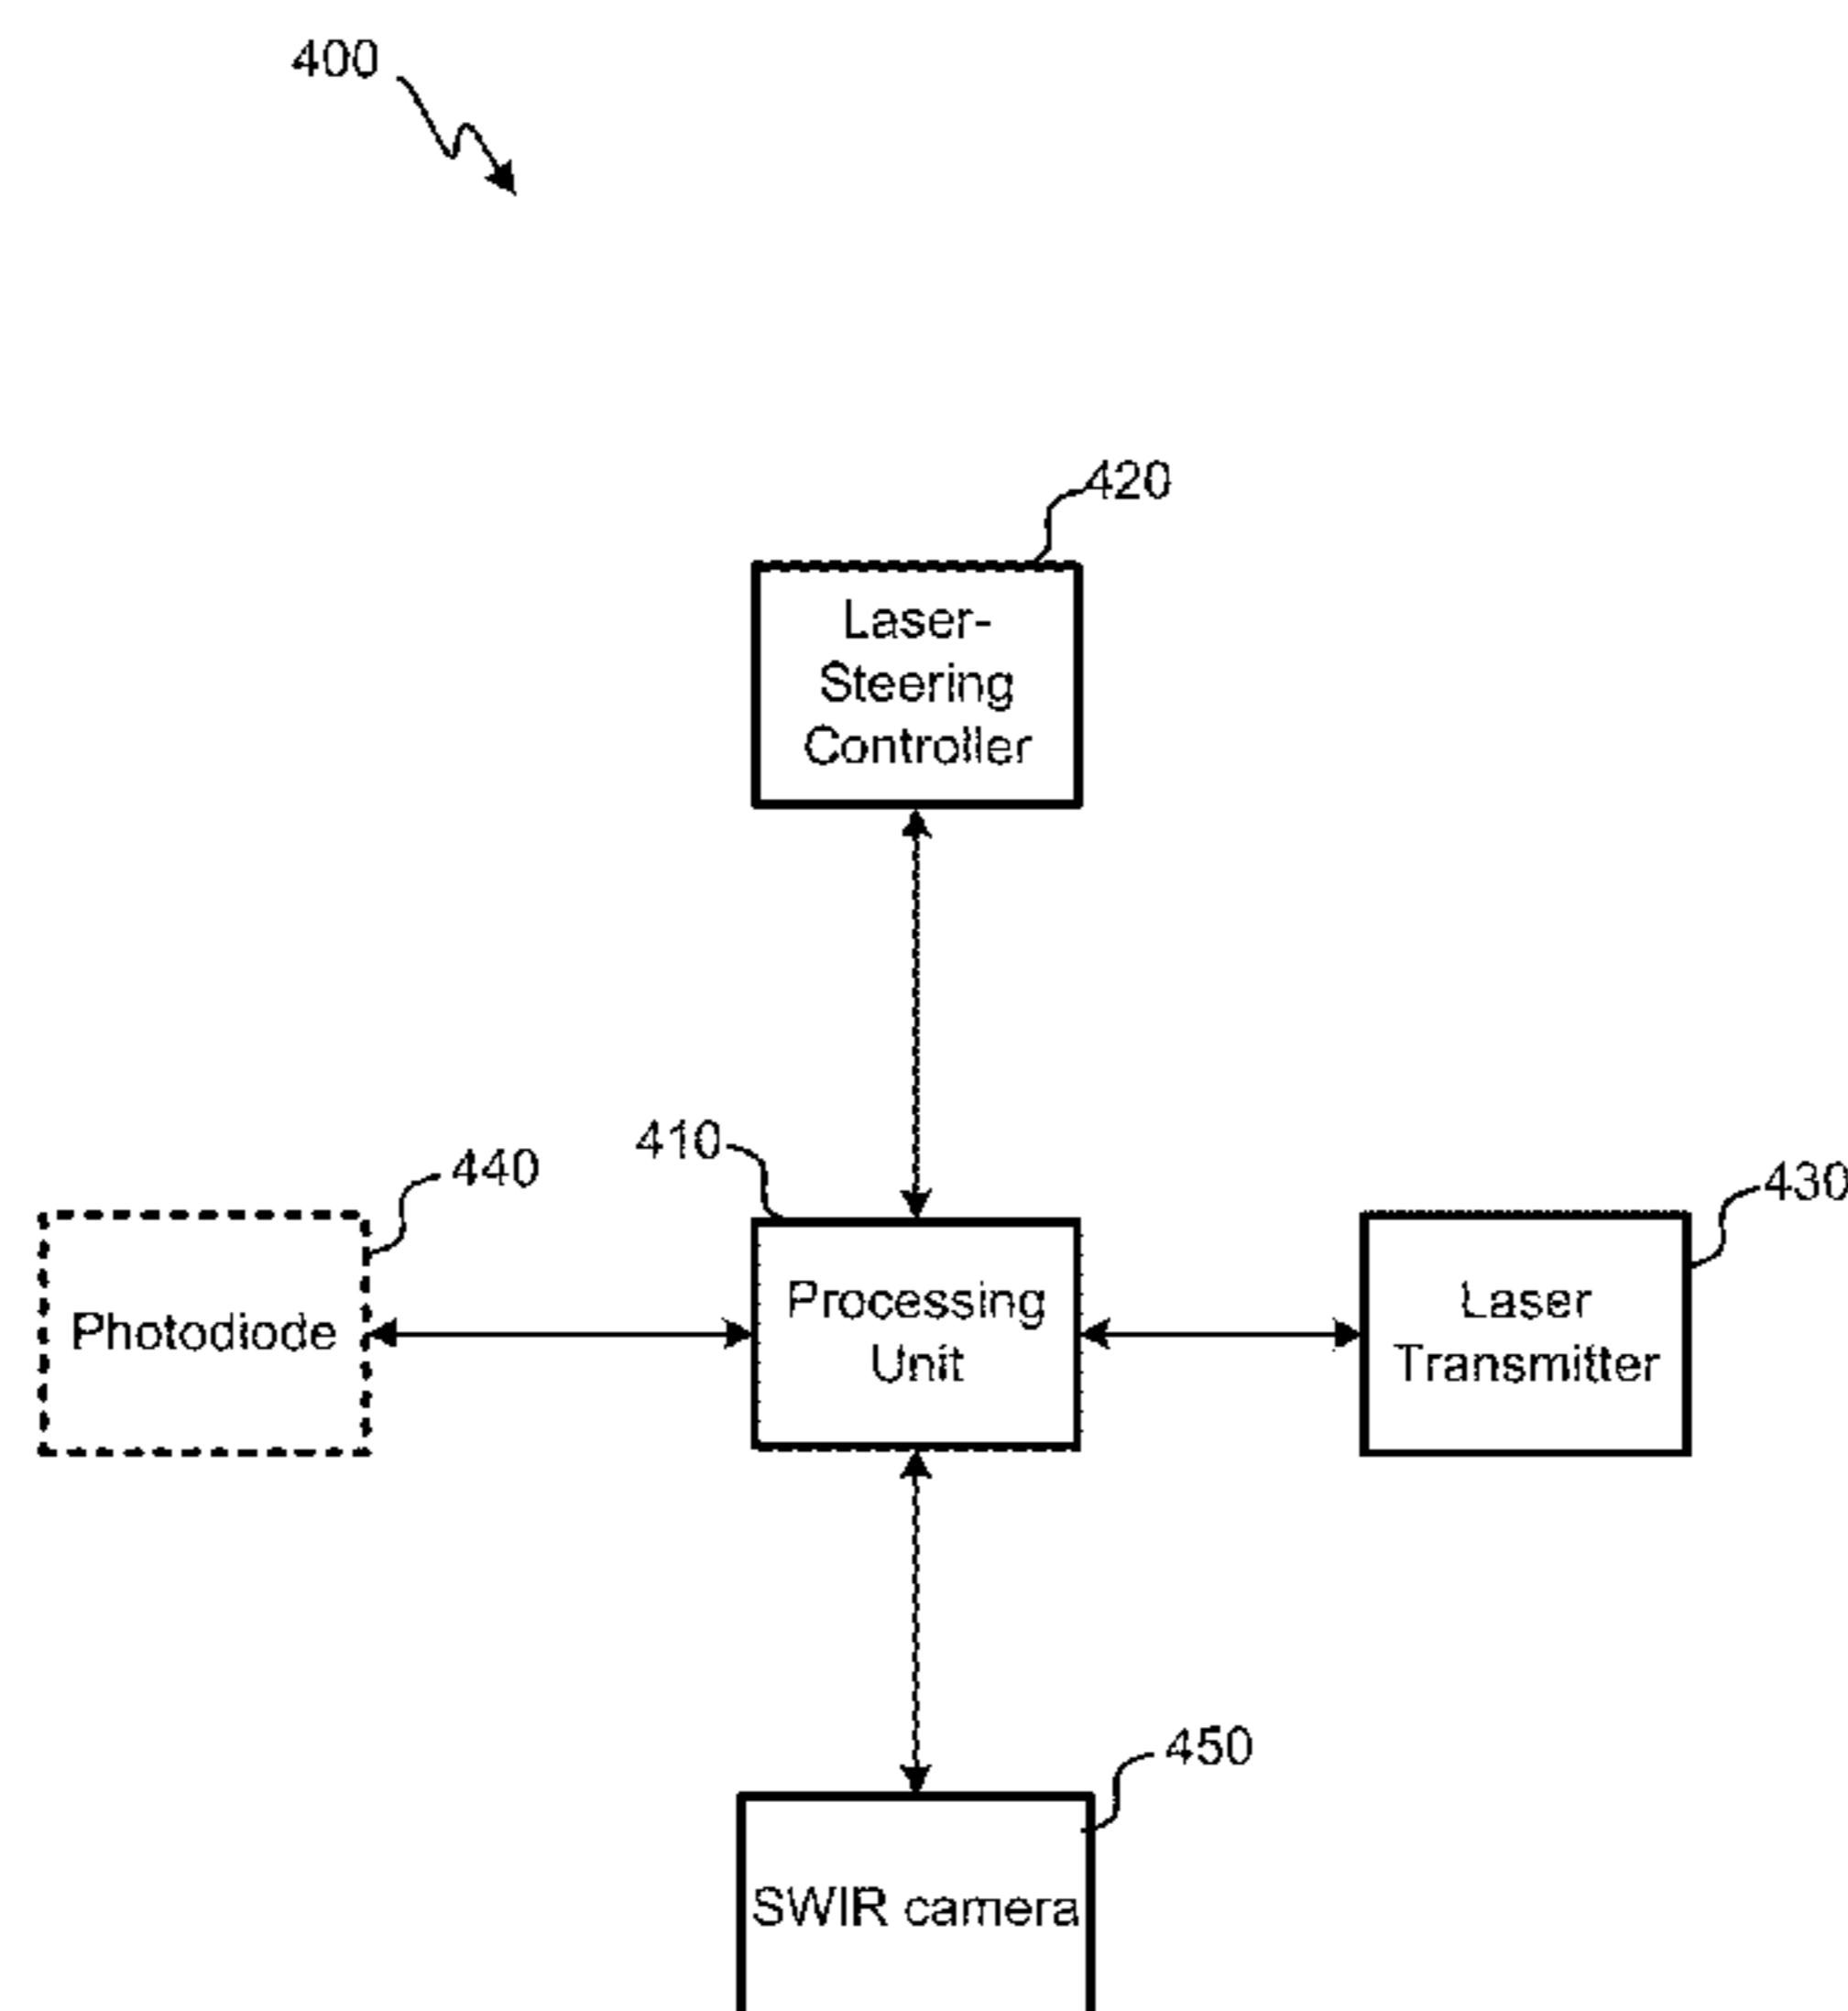 400
420
Laser-
Steering
Controller
410
440
430
Photodiode
Processing
Unit
Laser
Transmitter
450
SWIR camera